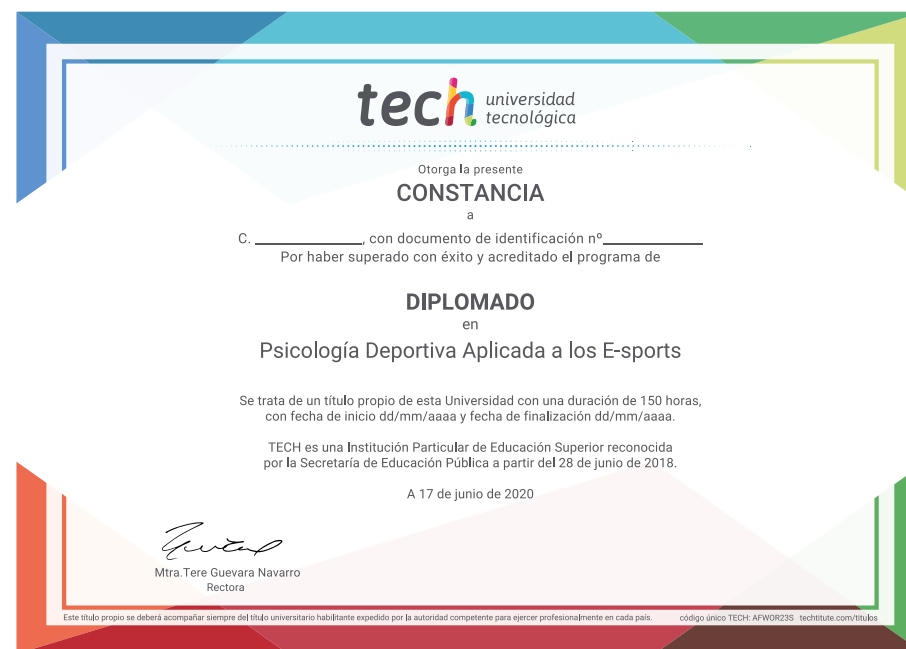 tech universidad
tecnológica
Otorga la presente
CONSTANCIA
a
C. ____________, con documento de identificación nº____________
Por haber superado con éxito y acreditado el programa de
DIPLOMADO
en
Psicología Deportiva Aplicada a los E-sports
Se trata de un título propio de esta Universidad con una duración de 150 horas,
con fecha de inicio dd/mm/aaaa y fecha de finalización dd/mm/aaaa.
TECH es una Institución Particular de Educación Superior reconocida
por la Secretaría de Educación Pública a partir del 28 de junio de 2018.
A 17 de junio de 2020
Mtra.Tere Guevara Navarro
Rectora
Este título propio se deberá acompañar siempre del título universitario habilitante expedido por la autoridad competente para ejercer profesionalmente en cada país. código único TECH: AFWOR23S techtitute.com/titulos